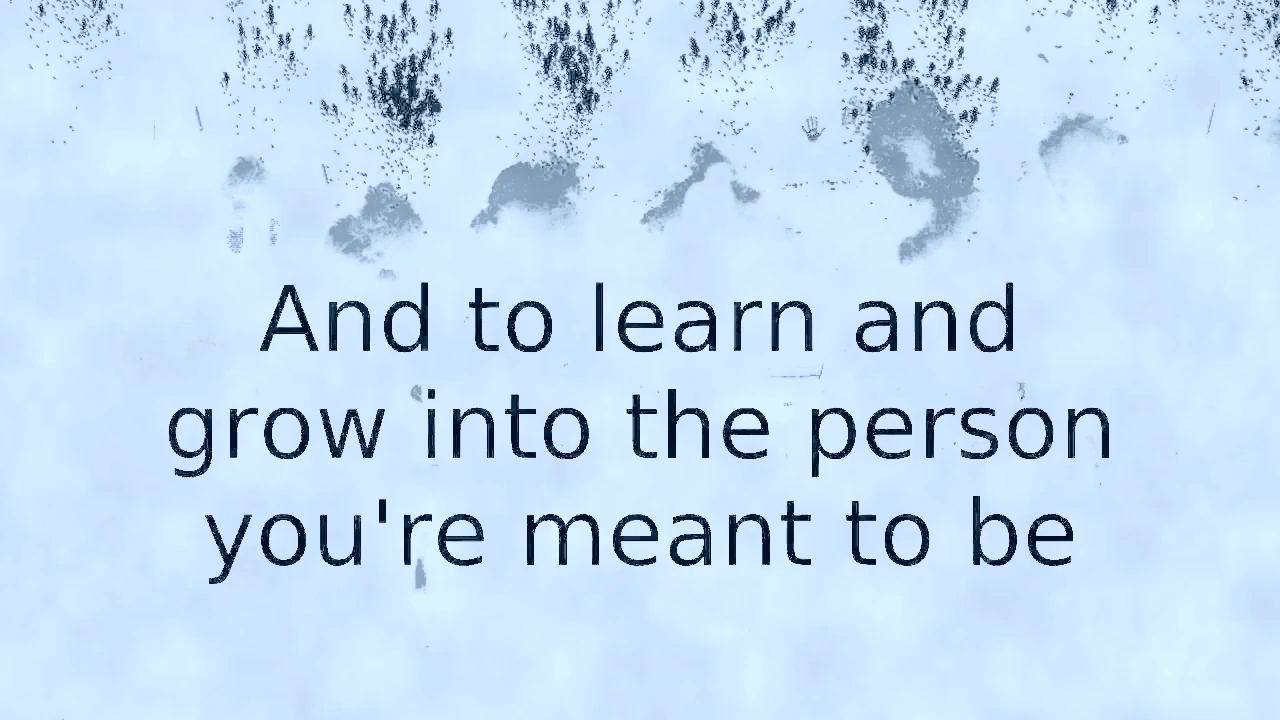 And to learn and
grow into the person
you're meant to be